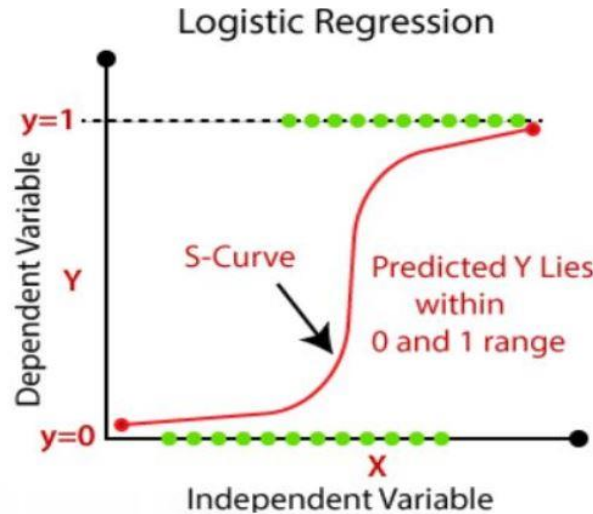 Logistic Regression
y=1
Dependent Variable
Y
S-Curve
Predicted Y Lies
within
0 and 1 range
y=0
X
Independent Variable